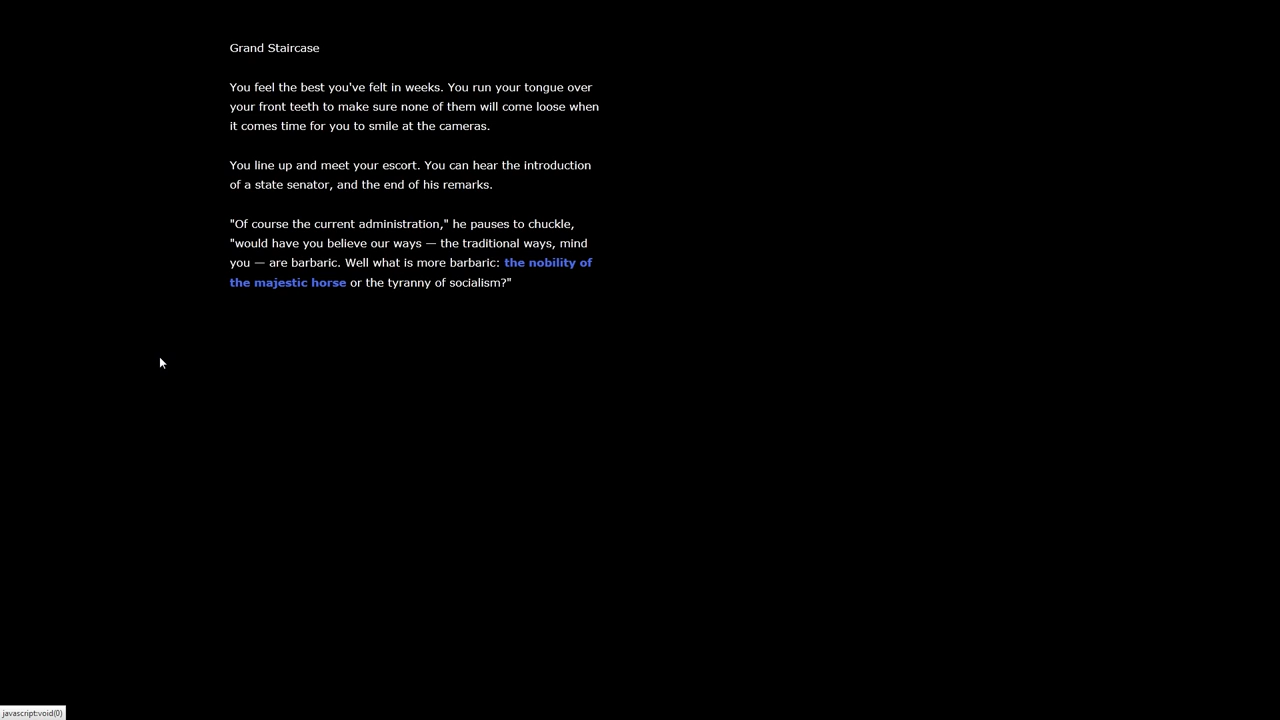 Grand Staircase
You feel the best you've felt in weeks. You run your tongue over
your front teeth to make sure none of them will come loose when
it comes time for you to smile at the cameras.
You line up and meet your escort. You can hear the introduction
of a state senator, and the end of his remarks.
"Of course the current administration," he pauses to chuckle,
"would have you believe our ways — the traditional ways, mind
you — are barbaric. Well what is more barbaric: the nobility of
the majestic horse or the tyranny of socialism?"
javascript:void(0)